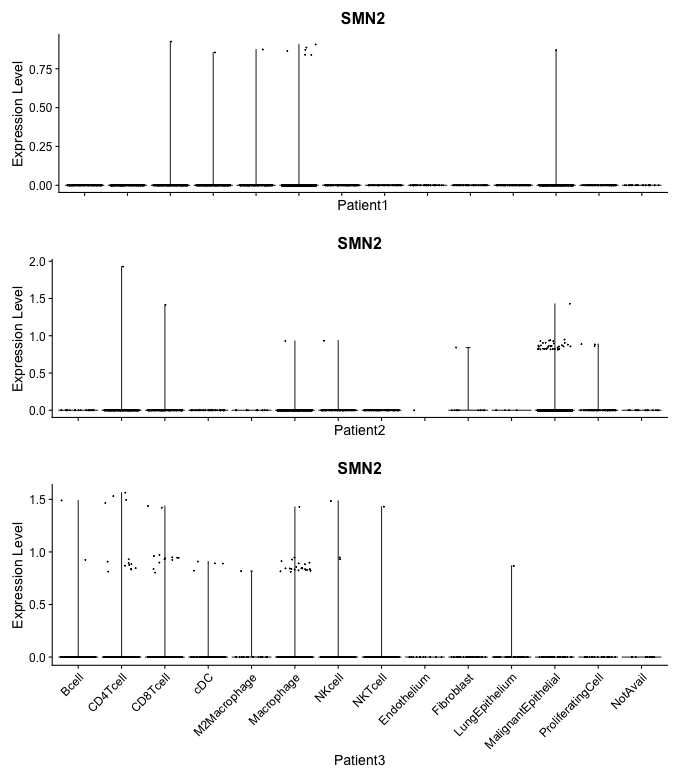 SMN2
Expression Level
0.75
0.50
0.25
0.00
Patient1
SMN2
Expression Level
2.0
1.5
1.0
0.5
0.0
Patient2
SMN2
Expression Level
1.5
1.0
0.5
0.0
Bcell
CD4Tcell
CD8Tcell
cDC
M2Macrophage
Macrophage
NKcell
NKTcell
Endothelium
Fibroblast
LungEpithelium
MalignantEpithelial
ProliferatingCell
NotAvail
Patient3